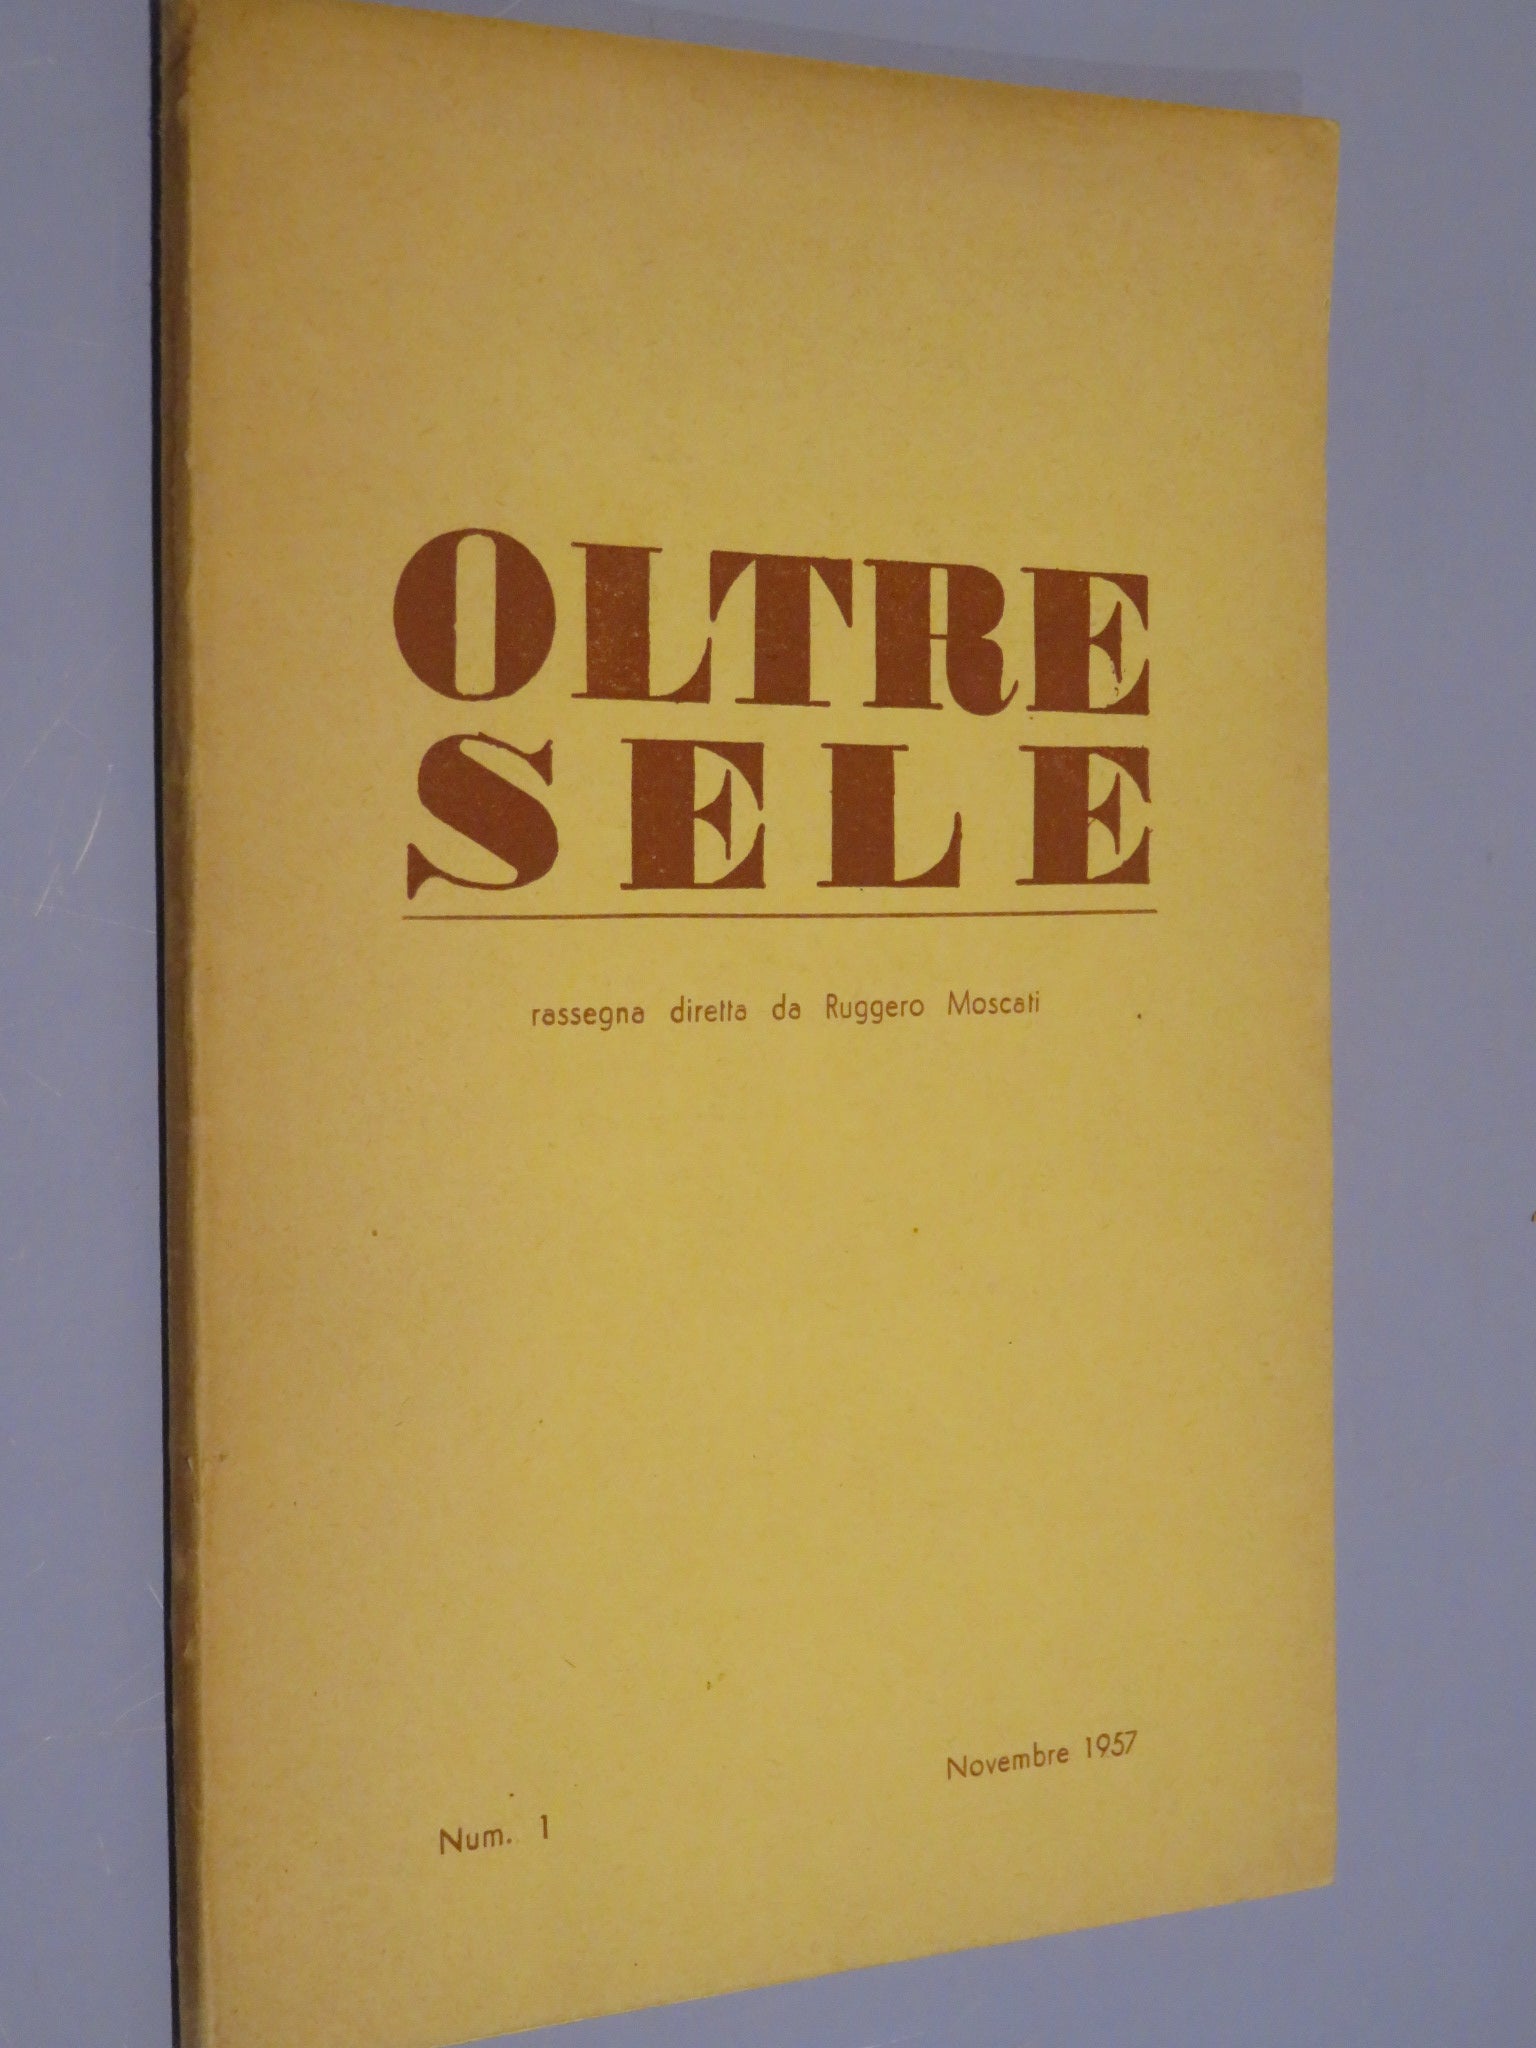 OLTRE
SELE
rassegna diretta da Ruggero Moscati
Novembre 1957
Num. 1